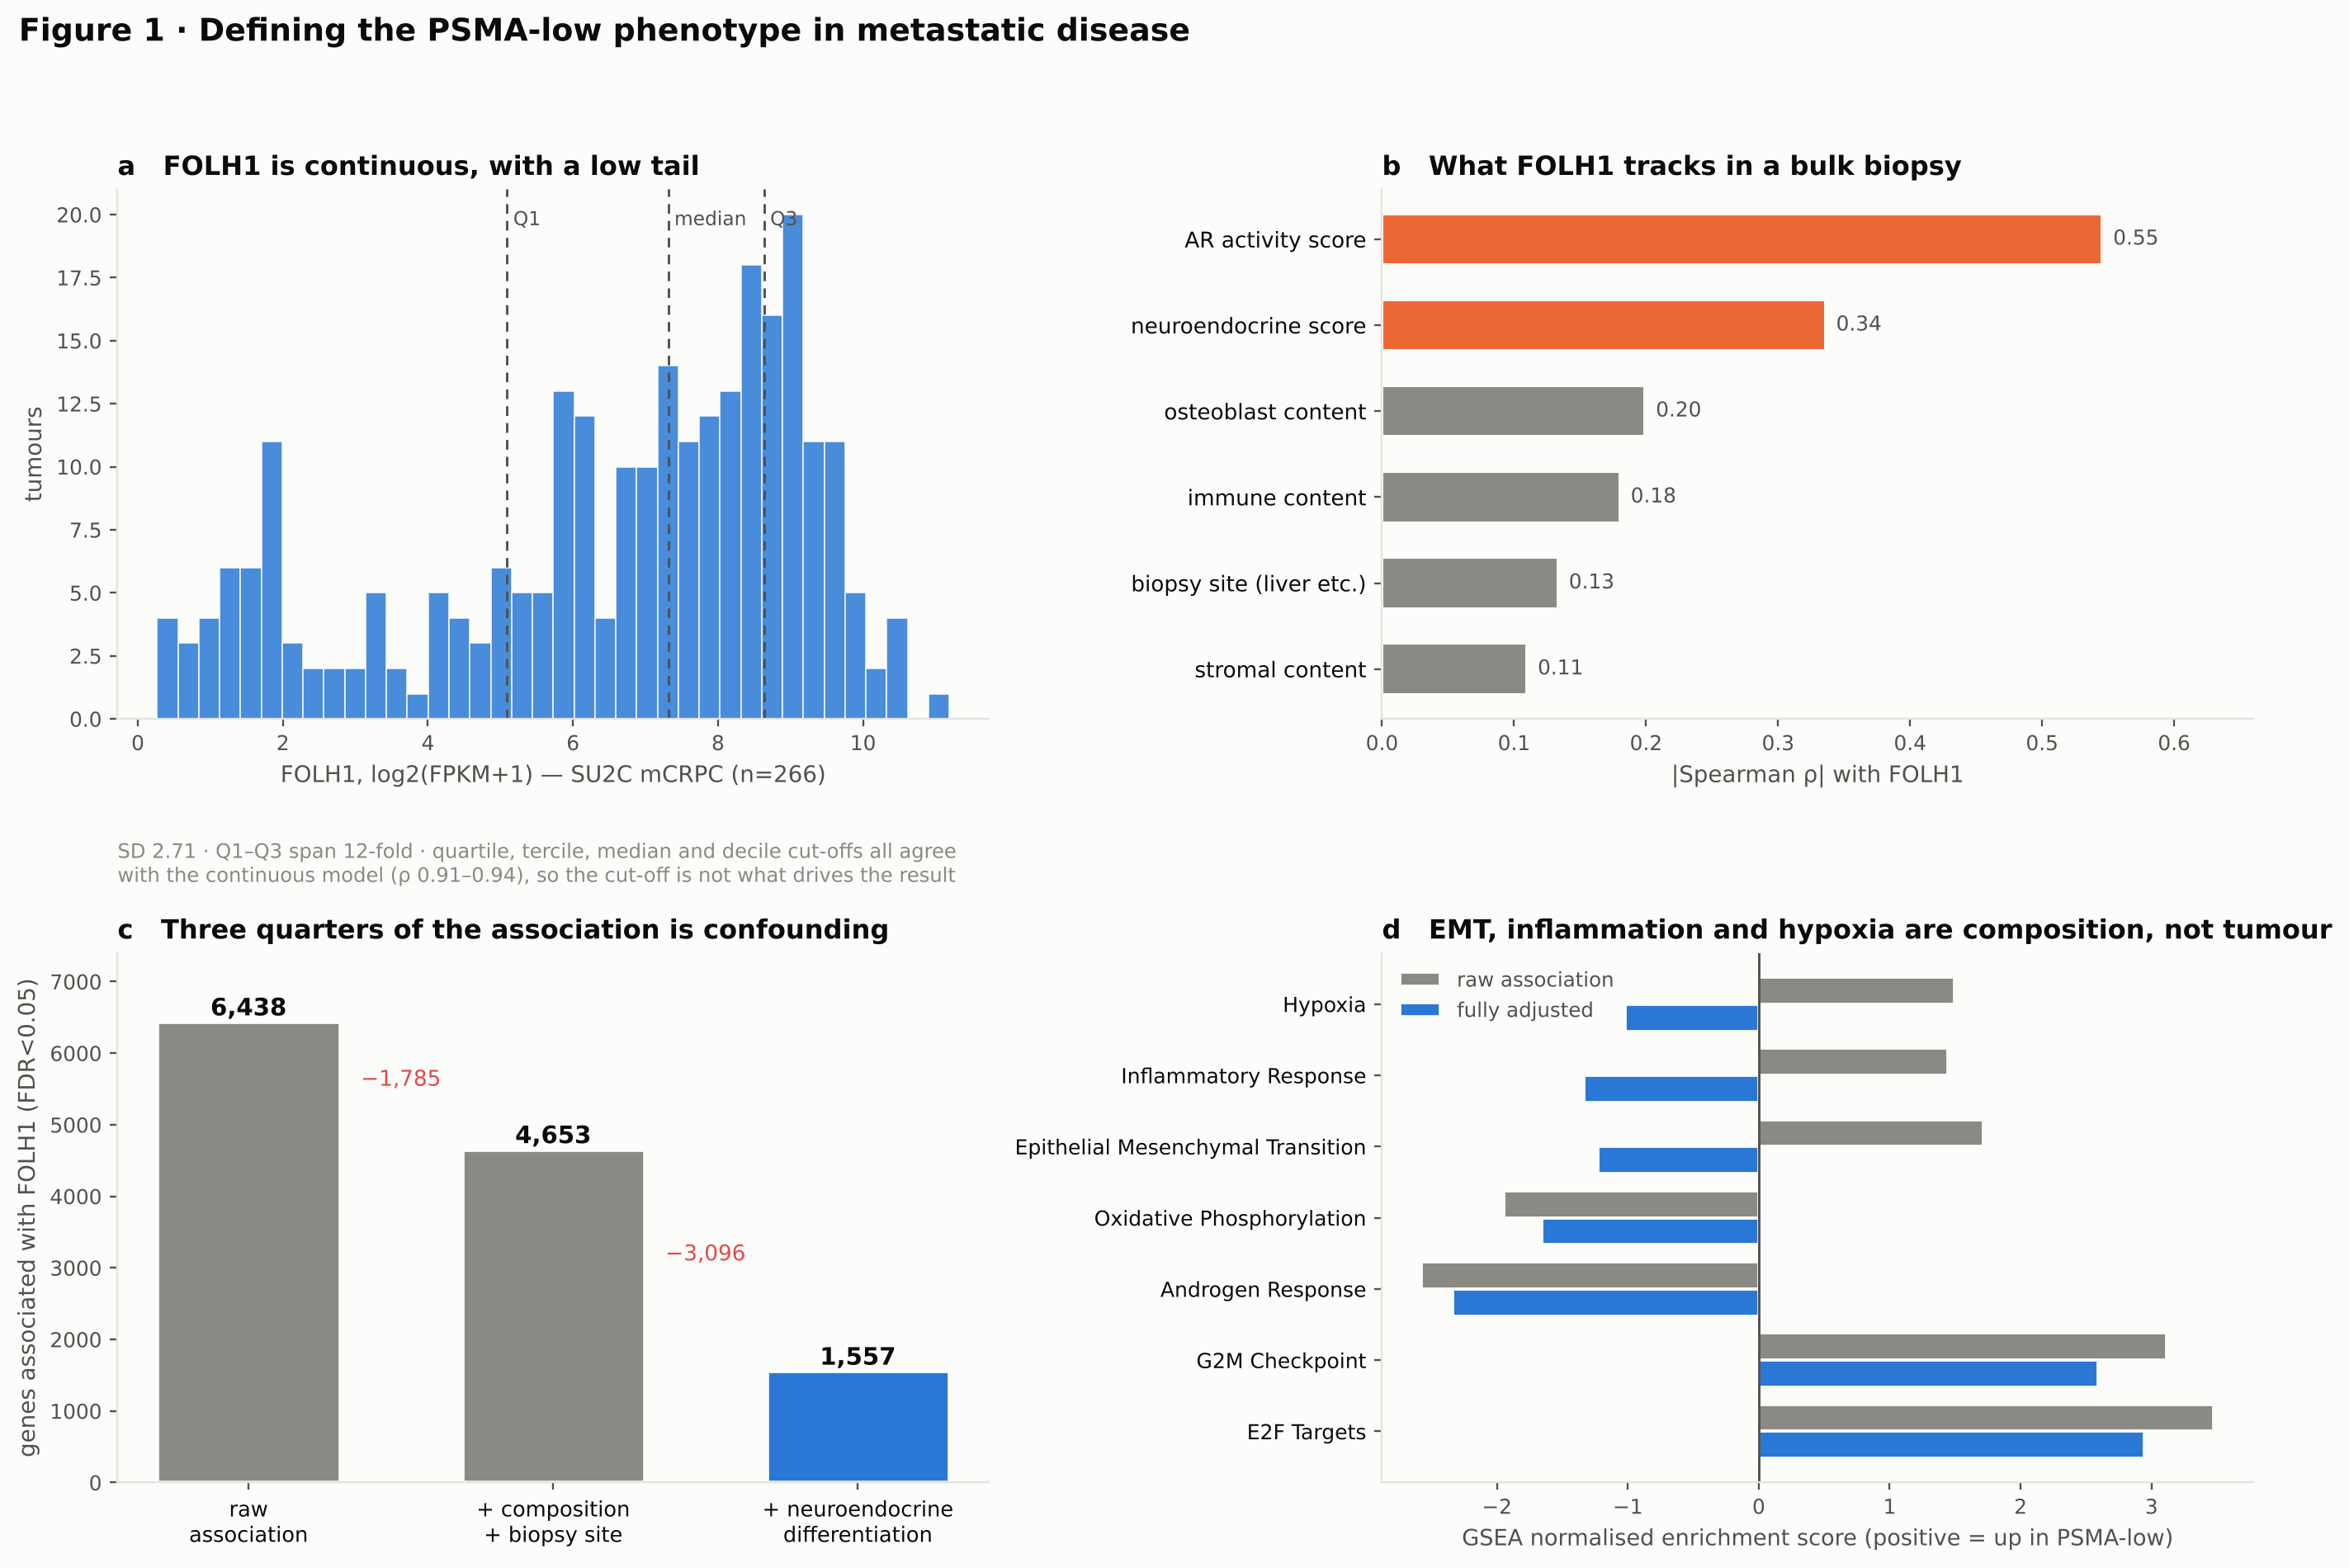 Figure 1 · Defining the PSMA-low phenotype in metastatic disease
a FOLH1 is continuous, with a low tail
Q1
median
Q3
20.0
17.5
15.0
12.5
10.0
7.5
5.0
2.5
0.0
tumours
0 2 4 6 8 10
FOLH1, log2(FPKM+1) — SU2C mCRPC (n=266)
SD 2.71 · Q1–Q3 span 12-fold · quartile, tercile, median and decile cut-offs all agree
with the continuous model (ρ 0.91–0.94), so the cut-off is not what drives the result
b What FOLH1 tracks in a bulk biopsy
AR activity score 0.55
neuroendocrine score 0.34
osteoblast content 0.20
immune content 0.18
biopsy site (liver etc.) 0.13
stromal content 0.11
0.0 0.1 0.2 0.3 0.4 0.5 0.6
|Spearman ρ| with FOLH1
c Three quarters of the association is confounding
7000
6000
5000
4000
3000
2000
1000
0
genes associated with FOLH1 (FDR<0.05)
6,438
−1,785
4,653
−3,096
1,557
raw
association
+ composition
+ biopsy site
+ neuroendocrine
differentiation
d EMT, inflammation and hypoxia are composition, not tumour
raw association
fully adjusted
Hypoxia
Inflammatory Response
Epithelial Mesenchymal Transition
Oxidative Phosphorylation
Androgen Response
G2M Checkpoint
E2F Targets
−2 −1 0 1 2 3
GSEA normalised enrichment score (positive = up in PSMA-low)